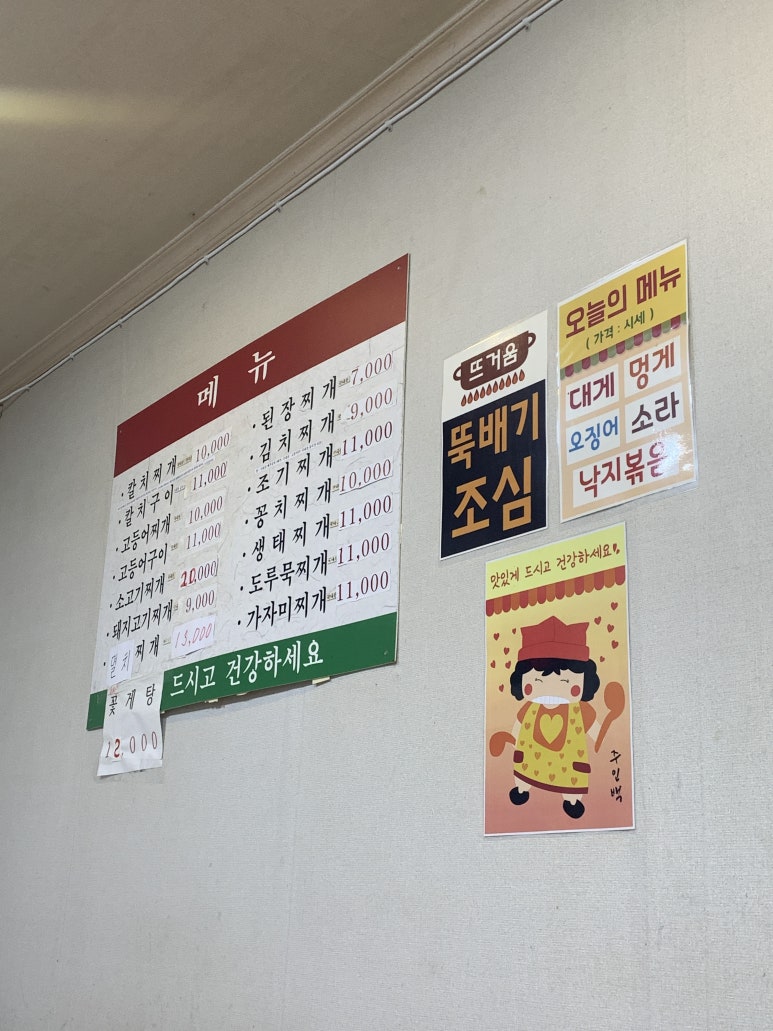 메뉴
·칼치찌개 10,000
·칼치구이 11,000
·고등어찌개 10,000
·고등어구이 11,000
·소고기찌개 20,000
·돼지고기찌개 9,000
찌개 13,000
꽃게탕
12,000
·된장찌개 7,000
·김치찌개 9,000
·조기찌개 11,000
·꽁치찌개 10,000
·생태찌개 11,000
·도루묵찌개 11,000
·가자미찌개 11,000
드시고 건강하세요
뜨거움
뚝배기
조심
오늘의 메뉴
(가격 : 시세)
대게 멍게
오징어 소라
낙지볶음
맛있게 드시고 건강하세요
주인백